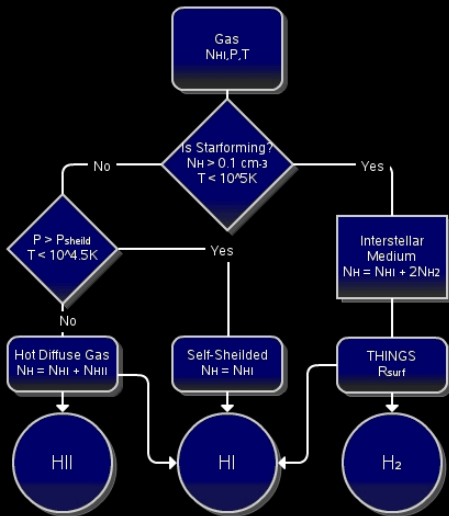 Gas
NHI,P,T
Is Starforming?
NH > 0.1 cm-3
T < 10^5K
No
Yes
P > Psheild
T < 10^4.5K
Yes
Interstellar
Medium
NH = NHI + 2NH2
No
Hot Diffuse Gas
NH = NHI + NHII
Self-Sheilded
NH = NHI
THINGS
Rsurf
HII
HI
H2